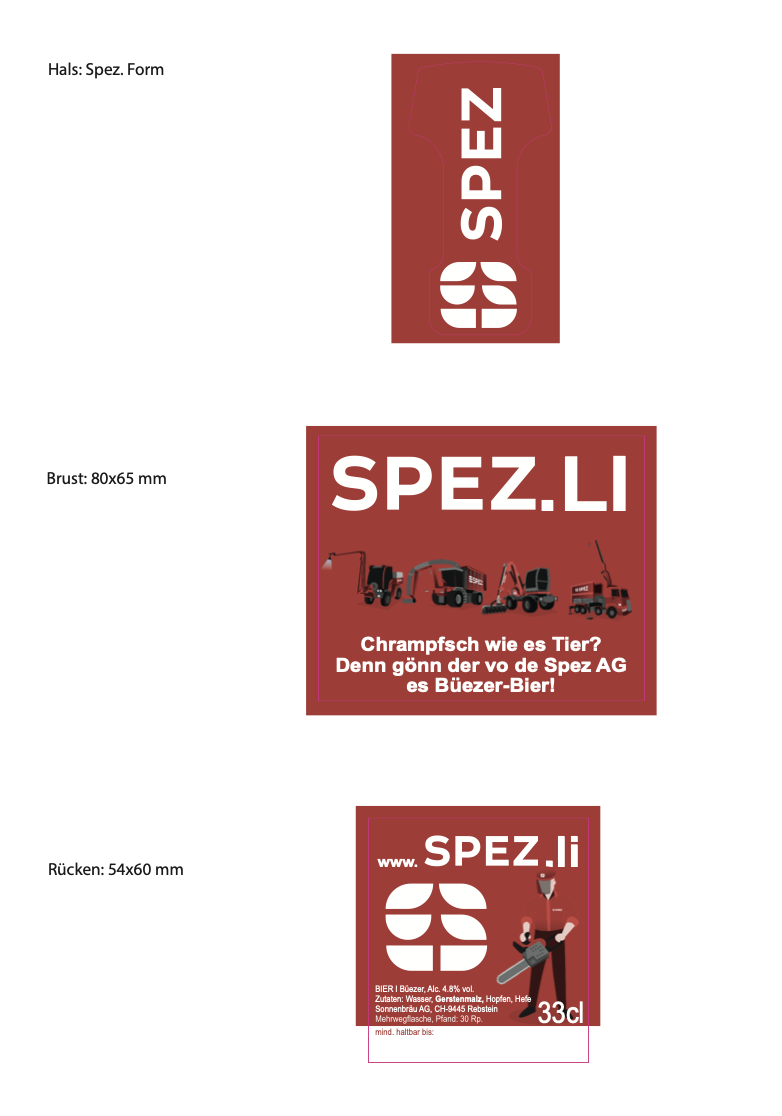 Hals: Spez. Form
SPEZ
Brust: 80x65 mm
SPEZ.LI
SPEZ
SPEZ
Chrampfsch wie es Tier?
Denn gönn der vo de Spez AG
es Büezer-Bier!
Rücken: 54x60 mm
www. SPEZ.li
BIER I Büezer, Alc. 4.8% vol.
Zutaten: Wasser, Gerstenmalz, Hopfen, Hefe
Sonnenbräu AG, CH-9445 Rebstein
Mehrwegflasche, Pfand: 30 Rp.
33cl
mind. haltbar bis: